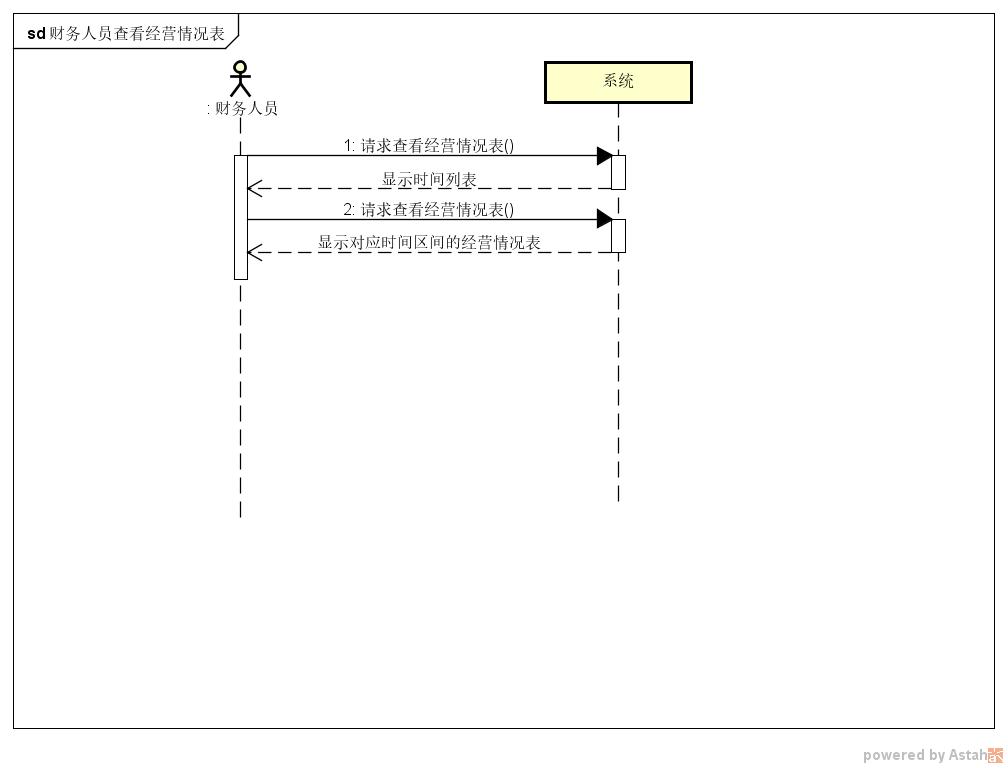 sd 财务人员查看经营情况表
系统
: 财务人员
1: 请求查看经营情况表()
显示时间列表
2: 请求查看经营情况表()
显示对应时间区间的经营情况表
powered by Astah